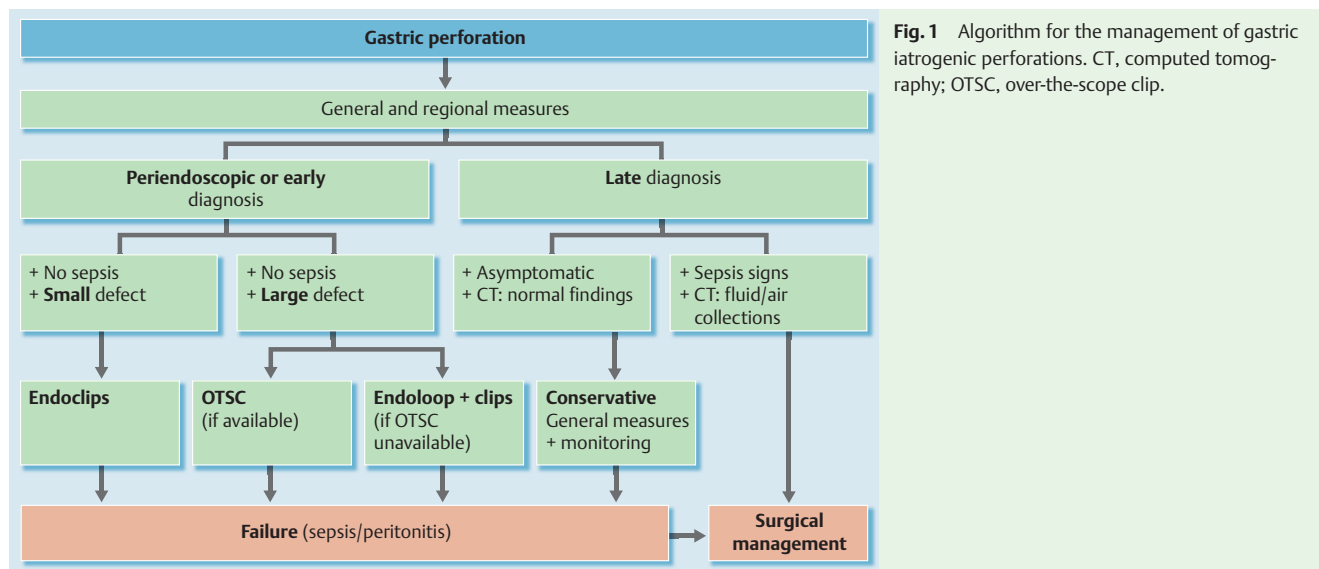 Gastric perforation
General and regional measures
Periendoscopic or early
diagnosis
Late diagnosis
+ No sepsis
+ Small defect
+ No sepsis
+ Large defect
+ Asymptomatic
+ CT: normal findings
+ Sepsis signs
+ CT: fluid/air
collections
Endoclips
OTSC
(if available)
Endoloop + clips
(if OTSC
unavailable)
Conservative
General measures
+ monitoring
Failure (sepsis/peritonitis)
Surgical
management
Fig. 1 Algorithm for the management of gastric
iatrogenic perforations. CT, computed tomog-
raphy; OTSC, over-the-scope clip.